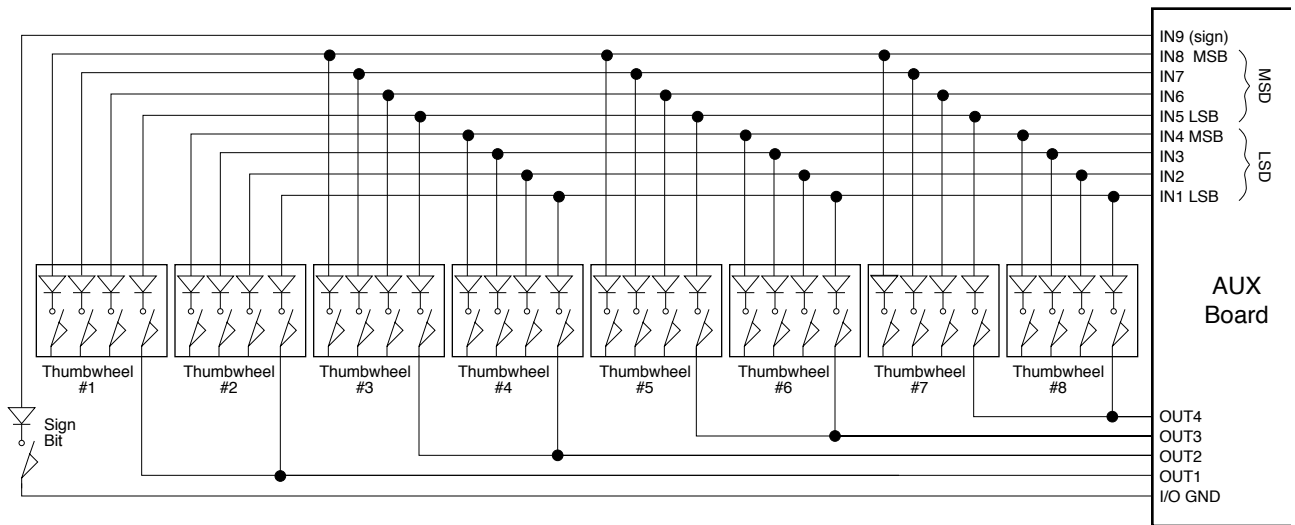 IN9 (sign)
IN8 MSB
IN7
IN6
IN5 LSB
MSD
IN4 MSB
IN3
IN2
IN1 LSB
LSD
AUX
Board
Thumbwheel
#1
Thumbwheel
#2
Thumbwheel
#3
Thumbwheel
#4
Thumbwheel
#5
Thumbwheel
#6
Thumbwheel
#7
Thumbwheel
#8
Sign
Bit
OUT4
OUT3
OUT2
OUT1
I/O GND